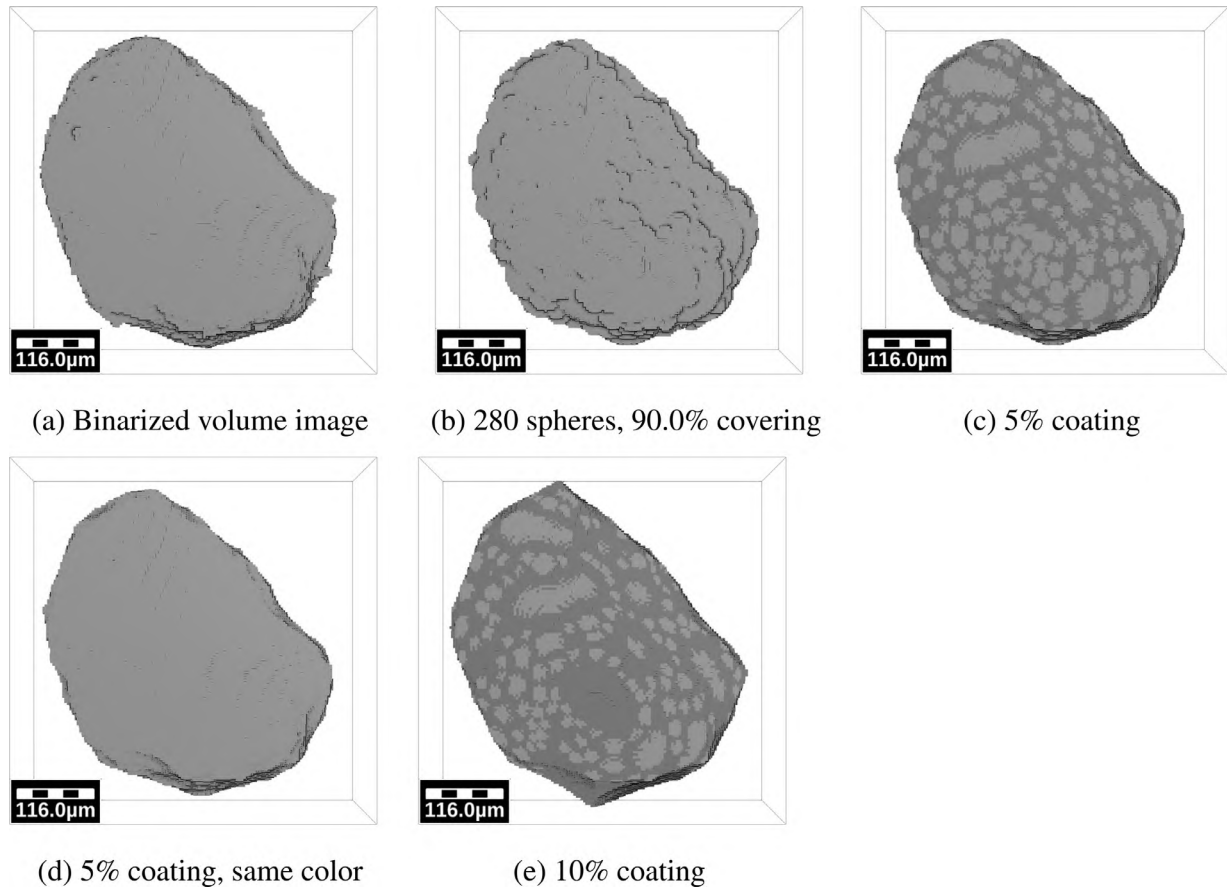 116.0µm
116.0µm
116.0µm
(a) Binarized volume image
(b) 280 spheres, 90.0% covering
(c) 5% coating
116.0µm
116.0µm
(d) 5% coating, same color
(e) 10% coating